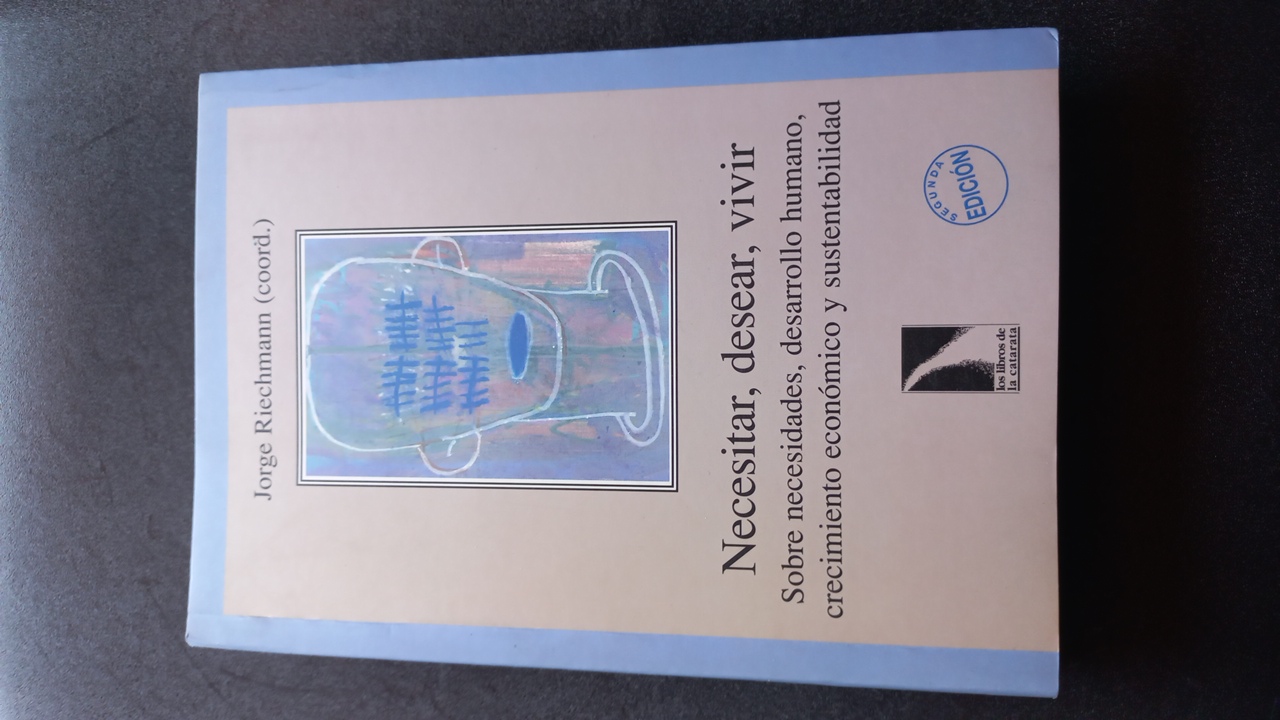 Jorge Riechmann (coord.)
Necesitar, desear, vivir
Sobre necesidades, desarrollo humano,
crecimiento económico y sustentabilidad
los libros de
la catarata
SEGUNDA
EDICIÓN